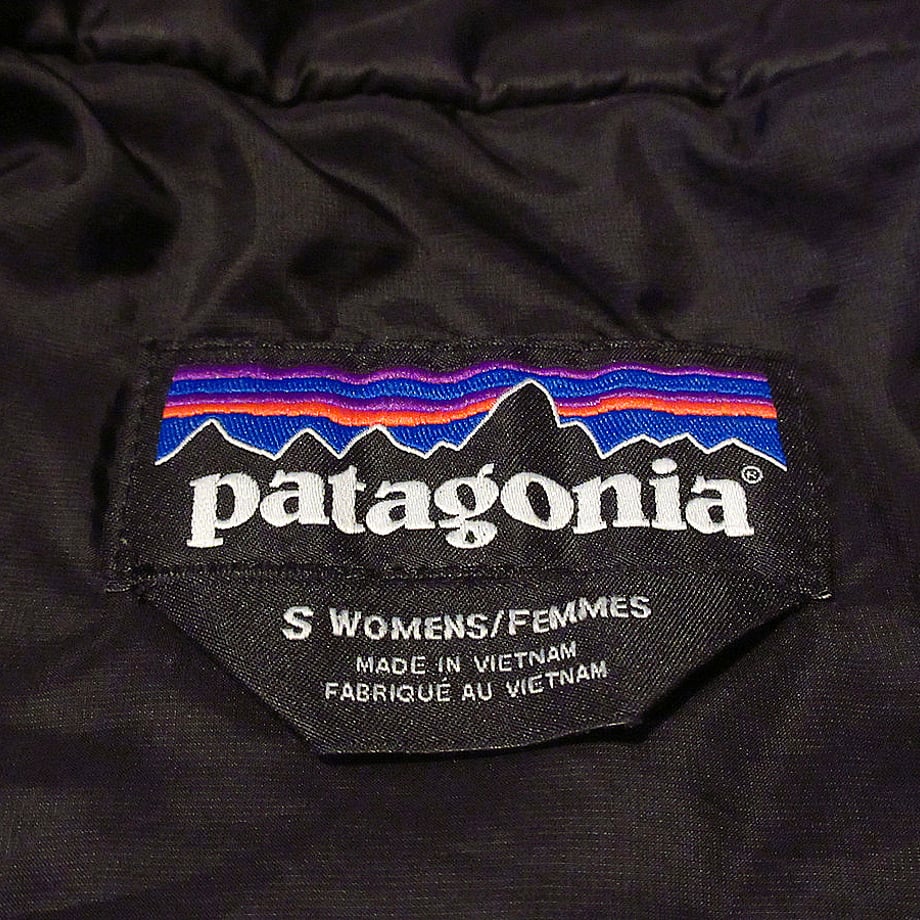 patagonia®
S WOMENS/FEMMES
MADE IN VIETNAM
FABRIQUÉ AU VIETNAM